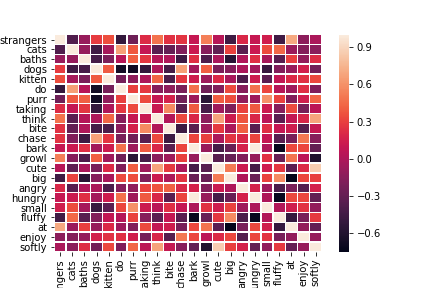 strangers
cats
baths
dogs
kitten
do
purr
taking
think
bite
chase
bark
growl
cute
big
angry
hungry
small
fluffy
at
enjoy
softly
0.9
0.6
0.3
0.0
−0.3
−0.6
ngers
cats
baths
dogs
kitten
do
purr
aking
think
bite
chase
bark
growl
cute
big
angry
ungry
small
fluffy
at
enjoy
softly